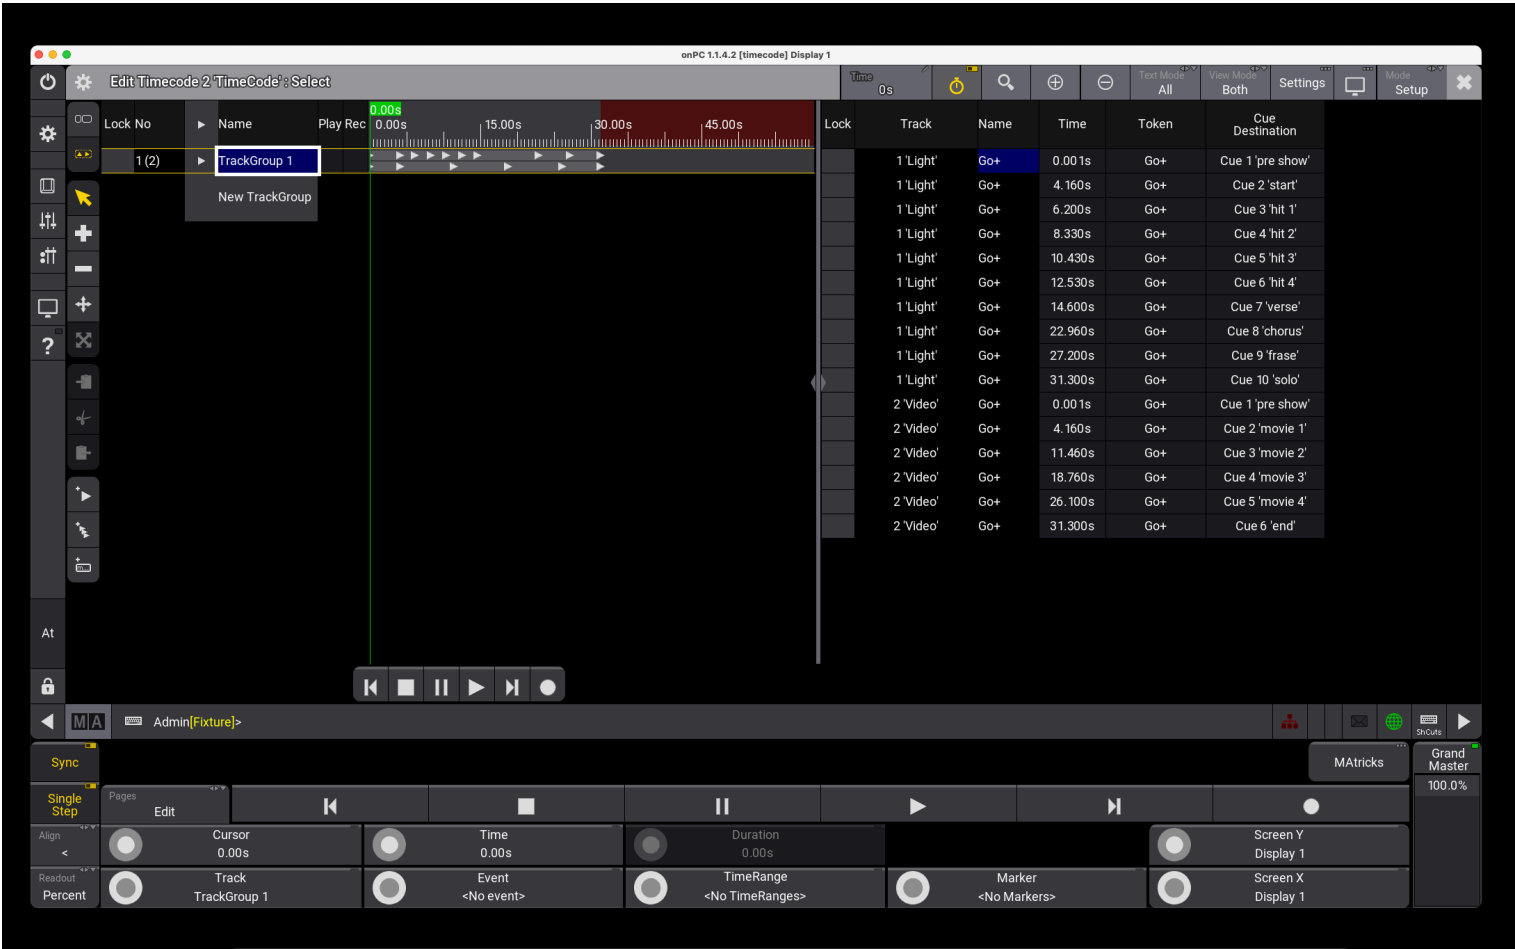 onPC 1.1.4.2 [timecode] Display 1
Edit Timecode 2 'TimeCode' : Select
Time
0s
Text Mode
All
View Mode
Both
Settings
Mode
Setup
Lock No Name Play Rec
0.00s
0.00s 15.00s 30.00s 45.00s
1 (2) TrackGroup 1
New TrackGroup
Lock Track Name Time Token Cue Destination
1 'Light' Go+ 0.001s Go+ Cue 1 'pre show'
1 'Light' Go+ 4.160s Go+ Cue 2 'start'
1 'Light' Go+ 6.200s Go+ Cue 3 'hit 1'
1 'Light' Go+ 8.330s Go+ Cue 4 'hit 2'
1 'Light' Go+ 10.430s Go+ Cue 5 'hit 3'
1 'Light' Go+ 12.530s Go+ Cue 6 'hit 4'
1 'Light' Go+ 14.600s Go+ Cue 7 'verse'
1 'Light' Go+ 22.960s Go+ Cue 8 'chorus'
1 'Light' Go+ 27.200s Go+ Cue 9 'frase'
1 'Light' Go+ 31.300s Go+ Cue 10 'solo'
2 'Video' Go+ 0.001s Go+ Cue 1 'pre show'
2 'Video' Go+ 4.160s Go+ Cue 2 'movie 1'
2 'Video' Go+ 11.460s Go+ Cue 3 'movie 2'
2 'Video' Go+ 18.760s Go+ Cue 4 'movie 3'
2 'Video' Go+ 26.100s Go+ Cue 5 'movie 4'
2 'Video' Go+ 31.300s Go+ Cue 6 'end'
At
MA Admin[Fixture]>
ShCuts
Sync
MAtricks
Grand
Master
100.0%
Single
Step
Pages
Edit
Align
<
Cursor
0.00s
Time
0.00s
Duration
0.00s
Screen Y
Display 1
Readout
Percent
Track
TrackGroup 1
Event
<No event>
TimeRange
<No TimeRanges>
Marker
<No Markers>
Screen X
Display 1